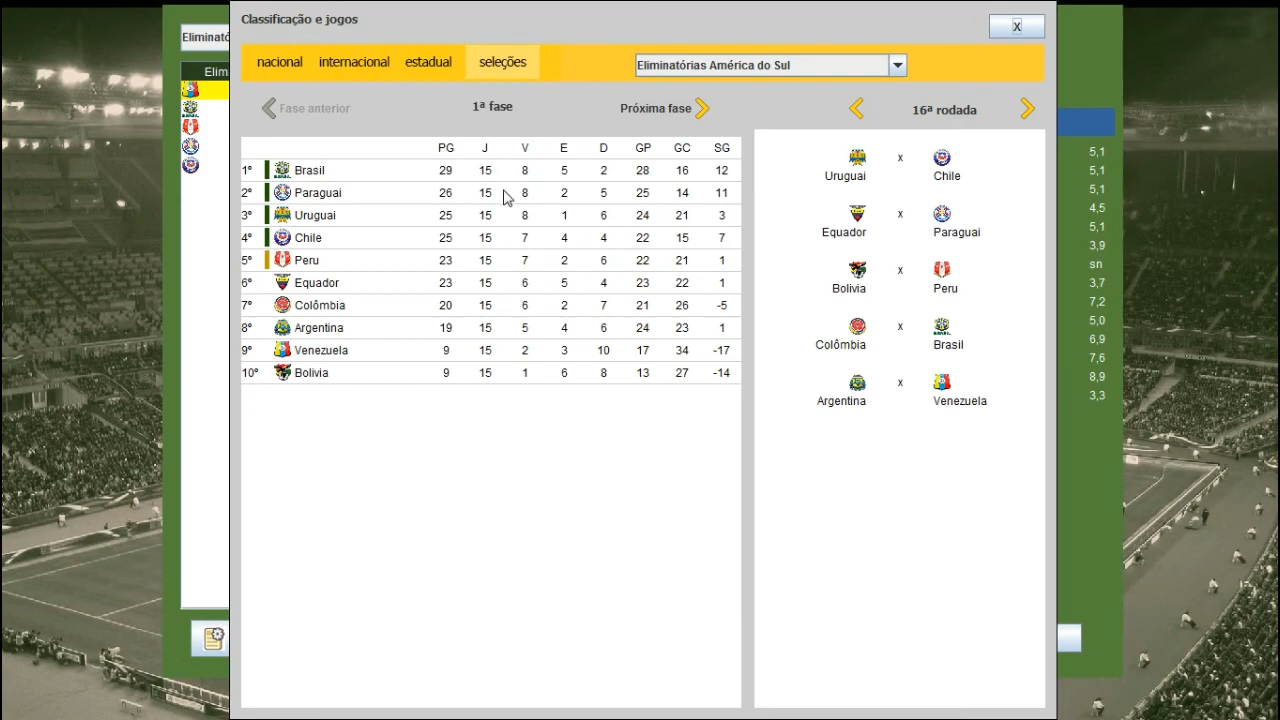 Classificação e jogos
X
Eliminató
nacional internacional estadual seleções
Eliminatórias América do Sul
Fase anterior 1ª fase Próxima fase
16ª rodada
Elim
PG J V E D GP GC SG
1º Brasil 29 15 8 5 2 28 16 12
2º Paraguai 26 15 8 2 5 25 14 11
3º Uruguai 25 15 8 1 6 24 21 3
4º Chile 25 15 7 4 4 22 15 7
5º Peru 23 15 7 2 6 22 21 1
6º Equador 23 15 6 5 4 23 22 1
7º Colômbia 20 15 6 2 7 21 26 -5
8º Argentina 19 15 5 4 6 24 23 1
9º Venezuela 9 15 2 3 10 17 34 -17
10º Bolivia 9 15 1 6 8 13 27 -14
Uruguai x Chile
Equador x Paraguai
Bolivia x Peru
Colômbia x Brasil
Argentina x Venezuela
5,1
5,1
5,1
4,5
5,1
3,9
sn
3,7
7,2
5,0
6,9
7,6
8,9
3,3